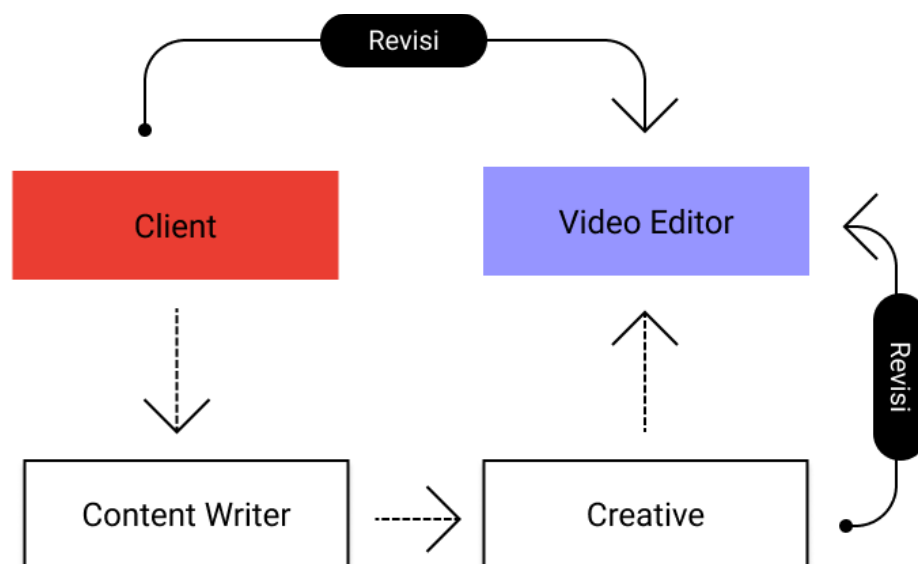 Revisi
Client
Video Editor
Revisi
Content Writer
Creative